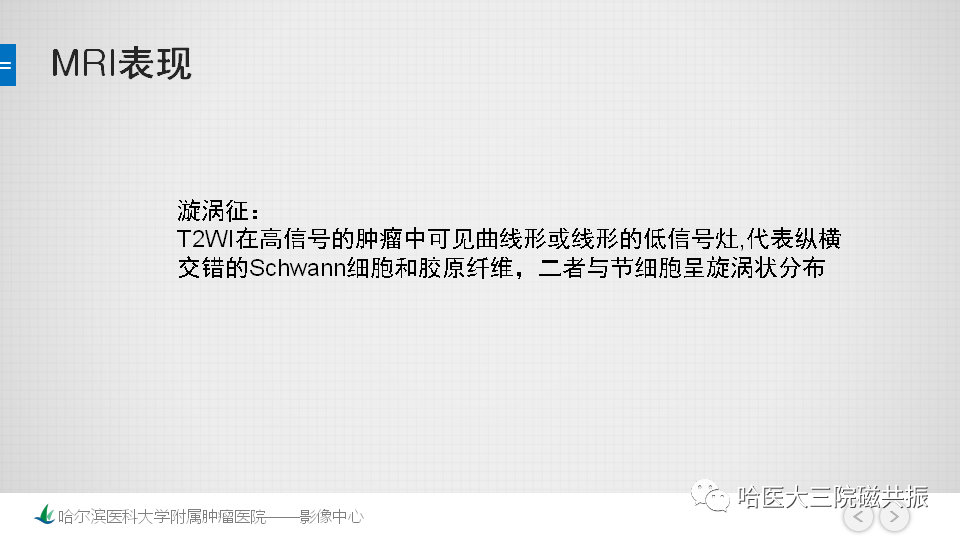 MRI表现
漩涡征：
T2WI在高信号的肿瘤中可见曲线形或线形的低信号灶,代表纵横
交错的Schwann细胞和胶原纤维，二者与节细胞呈旋涡状分布
哈医大三院磁共振
哈尔滨医科大学附属肿瘤医院——影像中心